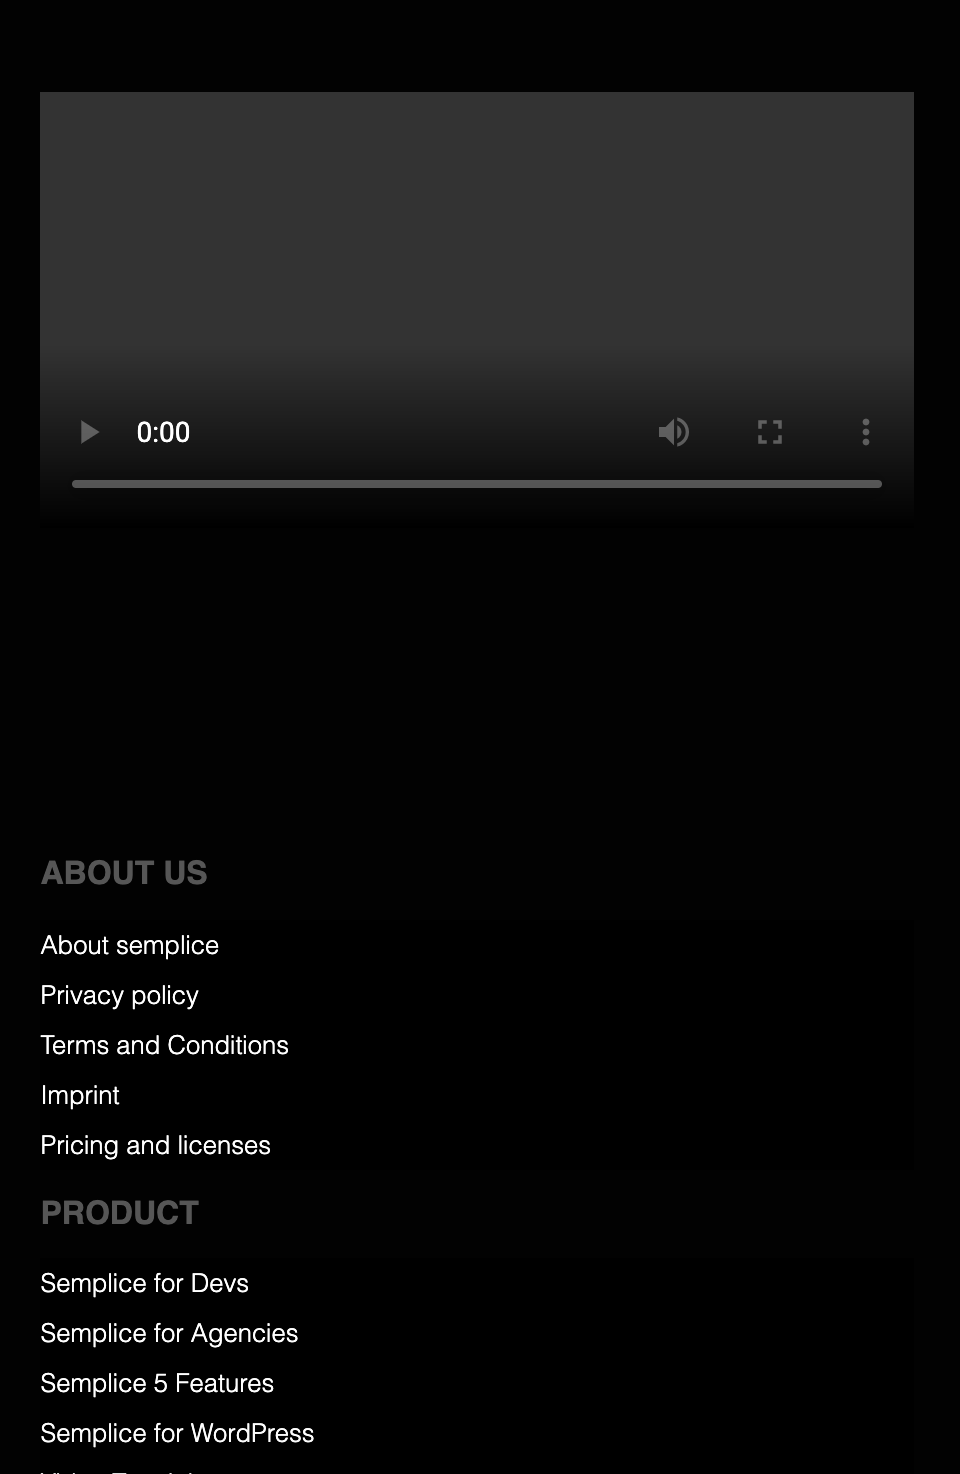 0:00
ABOUT US
About semplice
Privacy policy
Terms and Conditions
Imprint
Pricing and licenses
PRODUCT
Semplice for Devs
Semplice for Agencies
Semplice 5 Features
Semplice for WordPress